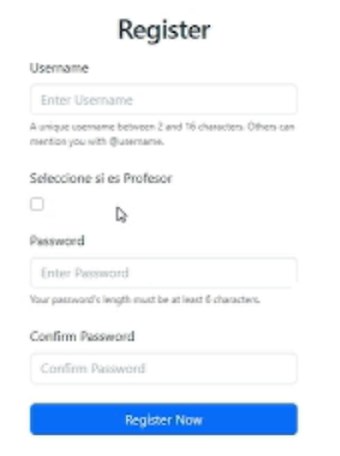 Register
Username
Enter Username
A unique username between 2 and 16 characters. Others can
mention you with @username.
Seleccione si es Profesor
Password
Enter Password
Your password's length must be at least 6 characters.
Confirm Password
Confirm Password
Register Now